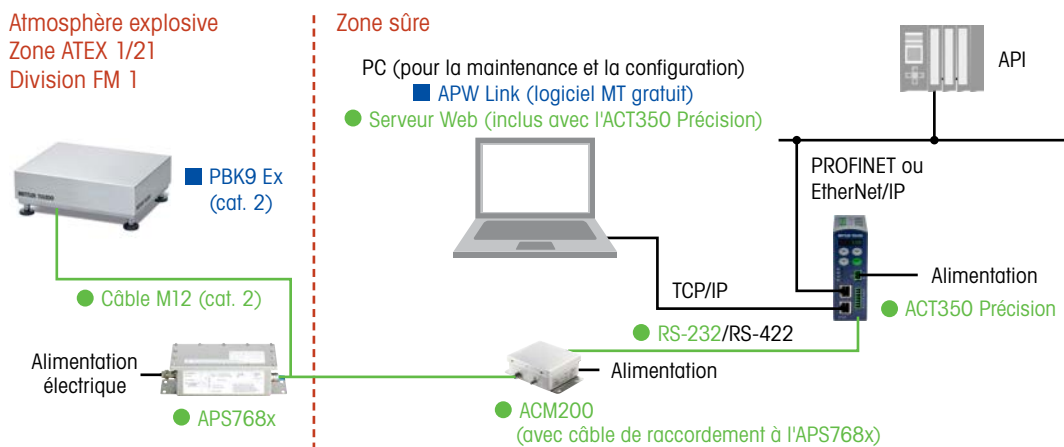 Atmosphère explosive
Zone ATEX 1/21
Division FM 1
Zone sûre
PC (pour la maintenance et la configuration)
APW Link (logiciel MT gratuit)
Serveur Web (inclus avec l'ACT350 Précision)
API
PROFINET ou
EtherNet/IP
PBK9 Ex
(cat. 2)
Câble M12 (cat. 2)
TCP/IP
Alimentation
ACT350 Précision
RS-232/RS-422
Alimentation
électrique
APS768x
Alimentation
ACM200
(avec câble de raccordement à l'APS768x)